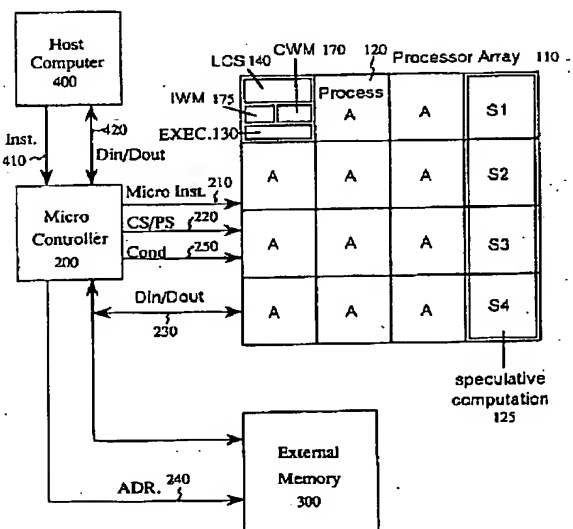 Host
Computer
400
Inst.
410
420
Din/Dout
Micro
Controller
200
Micro Inst. 210
CS/PS 220
Cond 250
Din/Dout
230
ADR. 240
External
Memory
300
LCS 140
CWM 170
120
Processor Array 110
IWM 175
EXEC. 130
Process
A
A
S1
A
A
A
S2
A
A
A
S3
A
A
A
S4
speculative
computation
125